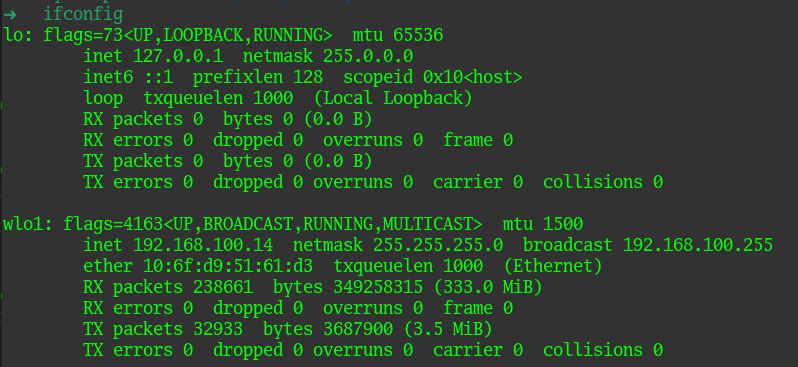 ➜ ifconfig
lo: flags=73<UP,LOOPBACK,RUNNING>  mtu 65536
        inet 127.0.0.1  netmask 255.0.0.0
        inet6 ::1  prefixlen 128  scopeid 0x10<host>
        loop  txqueuelen 1000  (Local Loopback)
        RX packets 0  bytes 0 (0.0 B)
        RX errors 0  dropped 0  overruns 0  frame 0
        TX packets 0  bytes 0 (0.0 B)
        TX errors 0  dropped 0 overruns 0  carrier 0  collisions 0

wlo1: flags=4163<UP,BROADCAST,RUNNING,MULTICAST>  mtu 1500
        inet 192.168.100.14  netmask 255.255.255.0  broadcast 192.168.100.255
        ether 10:6f:d9:51:61:d3  txqueuelen 1000  (Ethernet)
        RX packets 238661  bytes 349258315 (333.0 MiB)
        RX errors 0  dropped 0  overruns 0  frame 0
        TX packets 32933  bytes 3687900 (3.5 MiB)
        TX errors 0  dropped 0 overruns 0  carrier 0  collisions 0